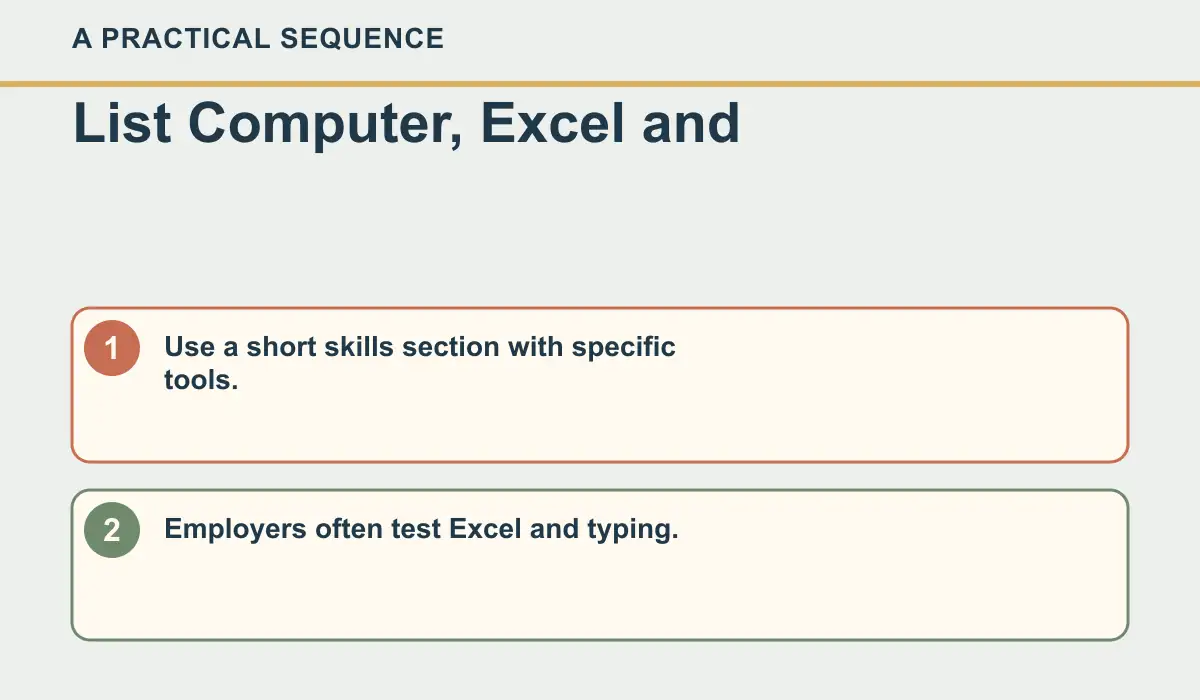 A PRACTICAL SEQUENCE
List Computer, Excel and
1
Use a short skills section with specific
tools.
2
Employers often test Excel and typing.